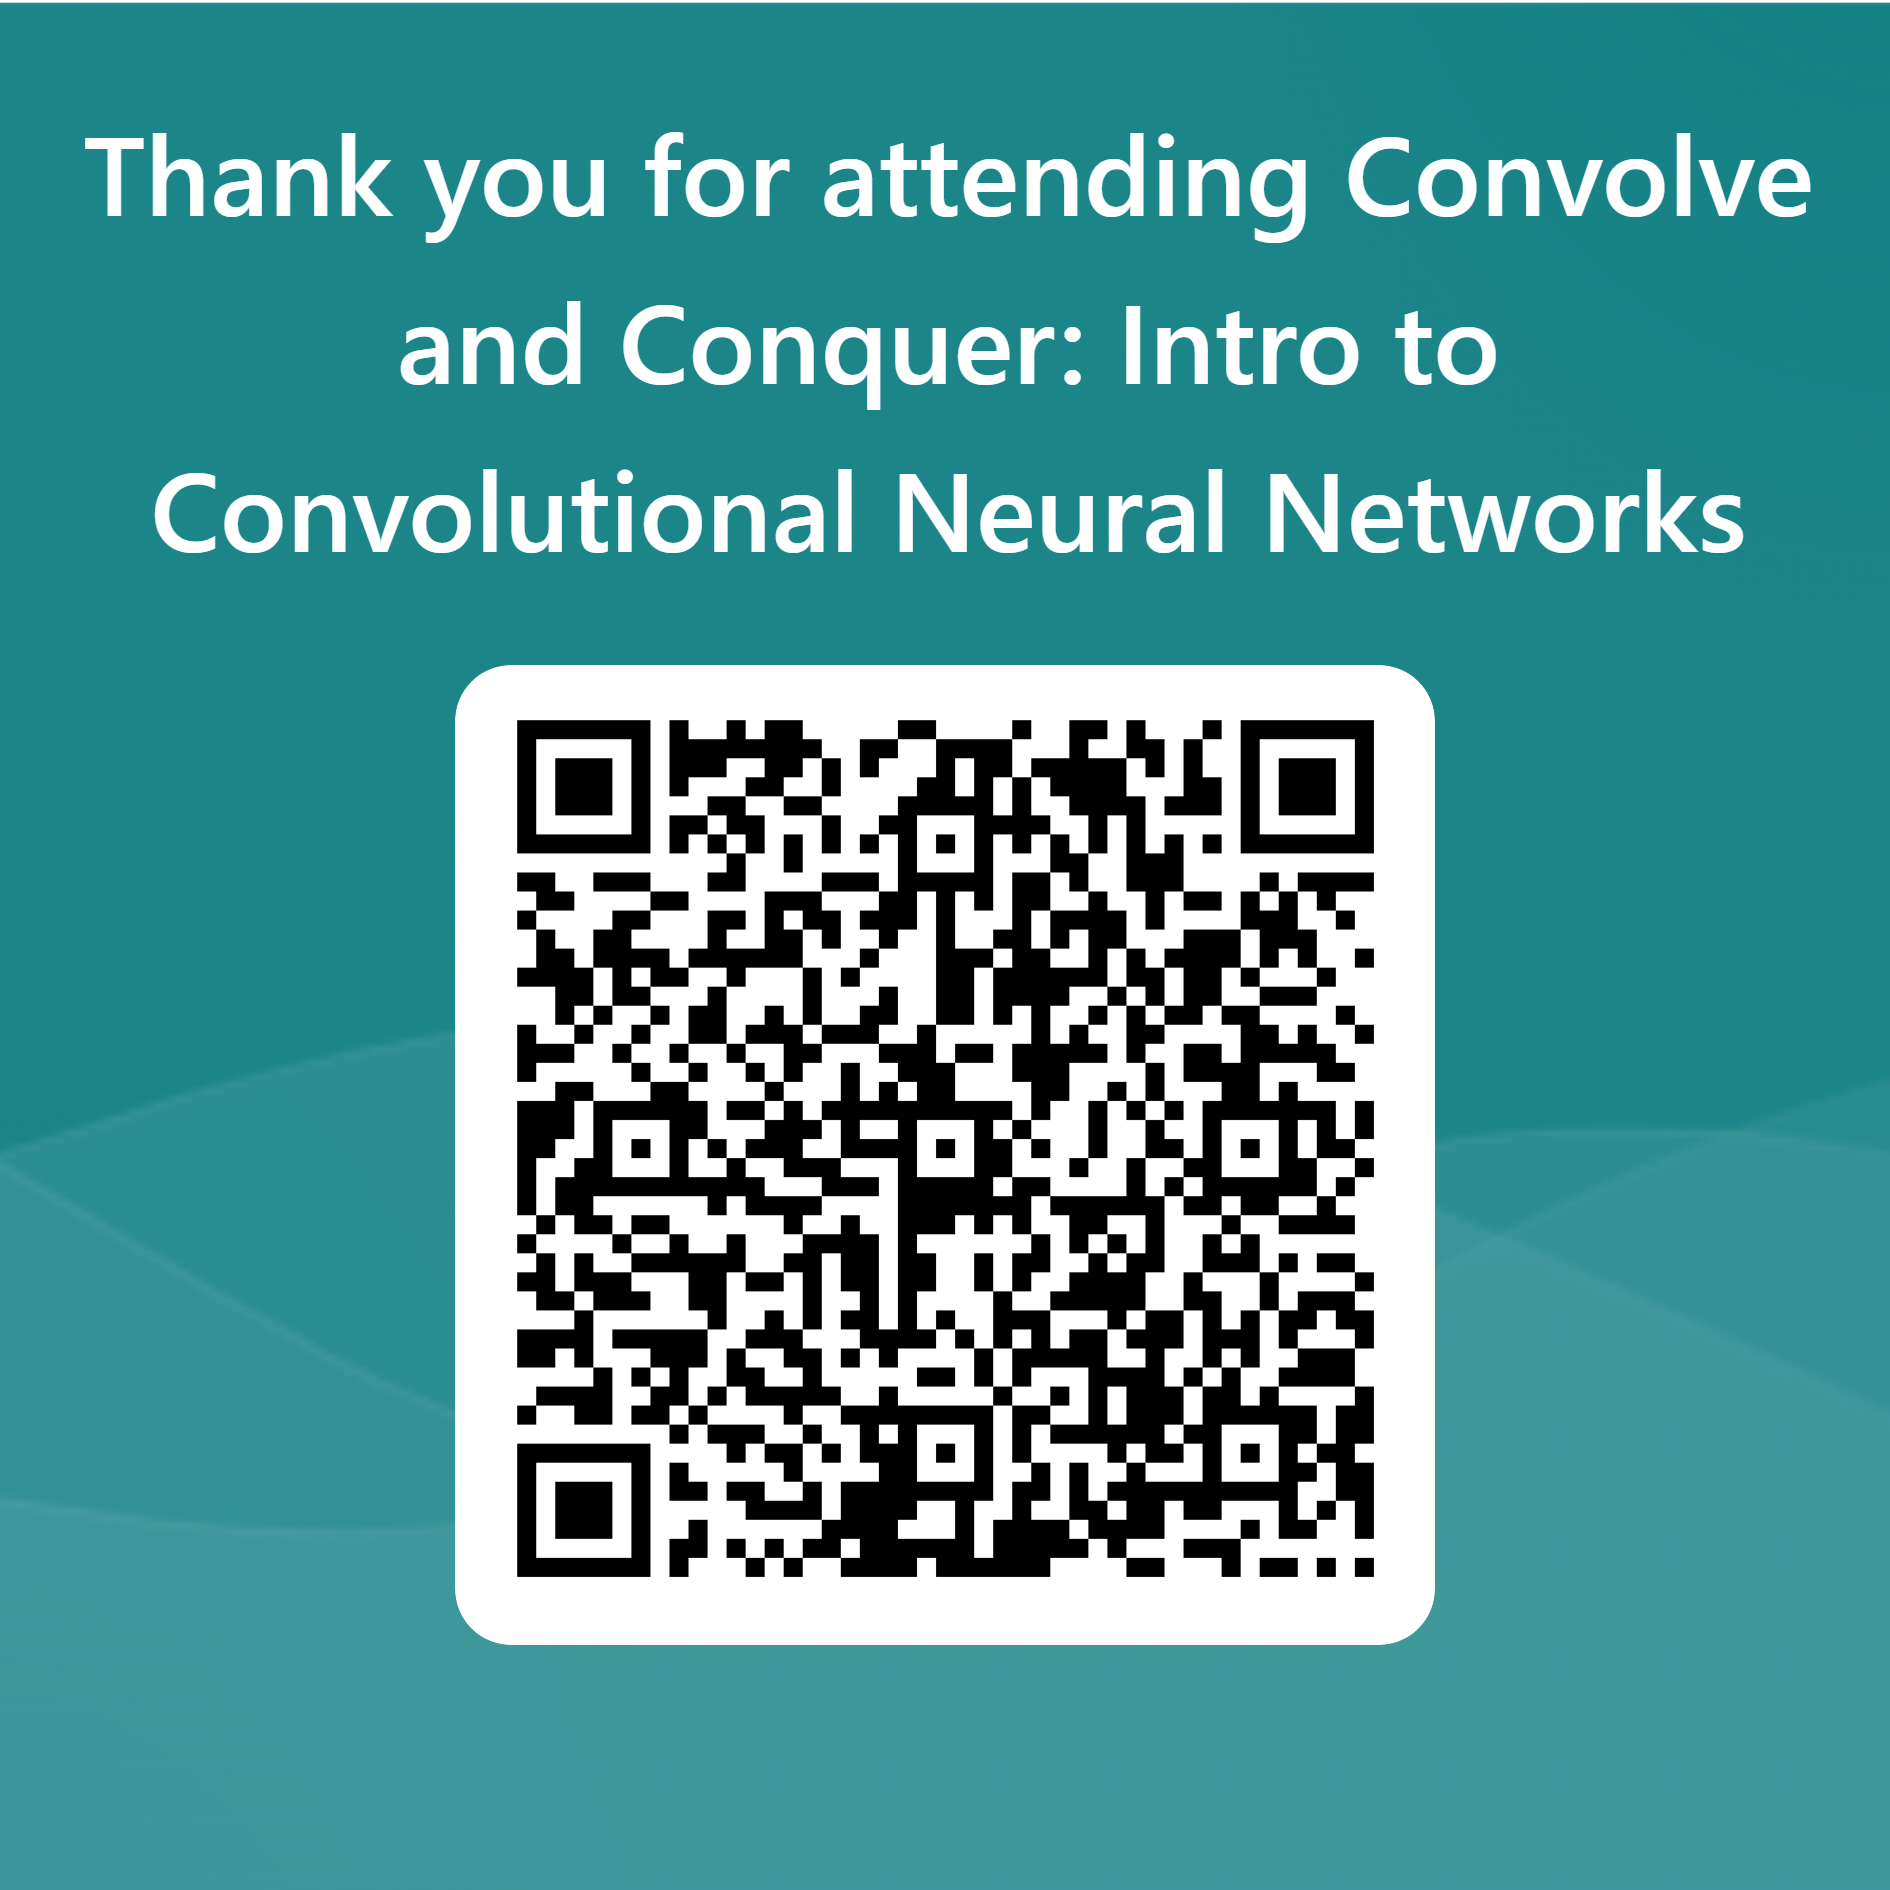 Thank you for attending Convolve
and Conquer: Intro to
Convolutional Neural Networks